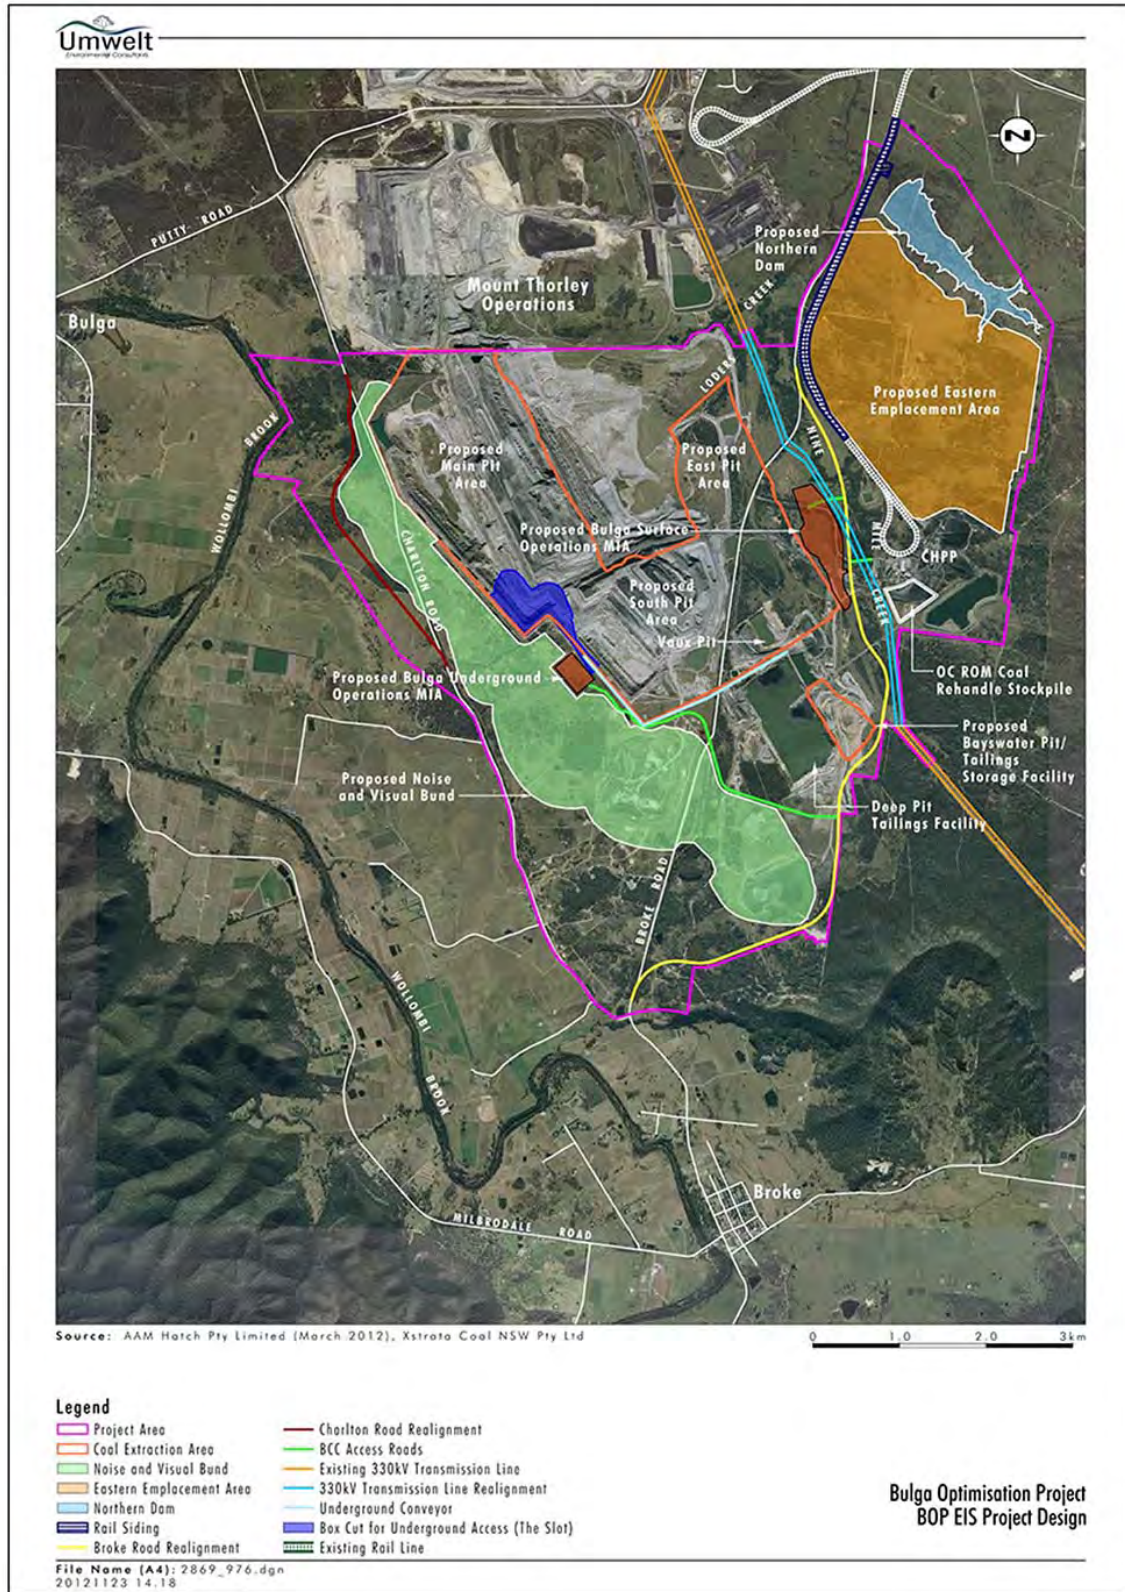 Umwelt
Environmental Consultants
PUTTY ROAD
Bulga
Mount Thorley
Operations
Proposed
Northern
Dam
LODERS
CREEK
Proposed Eastern
Emplacement Area
WOLLOMBI
BROOK
Proposed
Main Pit
Area
Proposed
East Pit
Area
NINE
MILE
CREEK
CHPP
CHARLTON ROAD
Proposed Bulga Surface
Operations MIA
Proposed
South Pit
Area
Vaux Pit
OC ROM Coal
Rehandle Stockpile
Proposed Bulga Underground
Operations MIA
Proposed
Bayswater Pit/
Tailings
Storage Facility
Proposed Noise
and Visual Bund
Deep Pit
Tailings Facility
BROKE ROAD
WOLLOMBI
BROOK
Broke
MILBRODALE ROAD
Source: AAM Hatch Pty Limited (March 2012), Xstrata Coal NSW Pty Ltd
0 1.0 2.0 3km
Legend
Project Area
Coal Extraction Area
Noise and Visual Bund
Eastern Emplacement Area
Northern Dam
Rail Siding
Broke Road Realignment
Charlton Road Realignment
BCC Access Roads
Existing 330kV Transmission Line
330kV Transmission Line Realignment
Underground Conveyor
Box Cut for Underground Access (The Slot)
Existing Rail Line
Bulga Optimisation Project
BOP EIS Project Design
File Name (A4): 2869_976.dgn
20121123 14.18